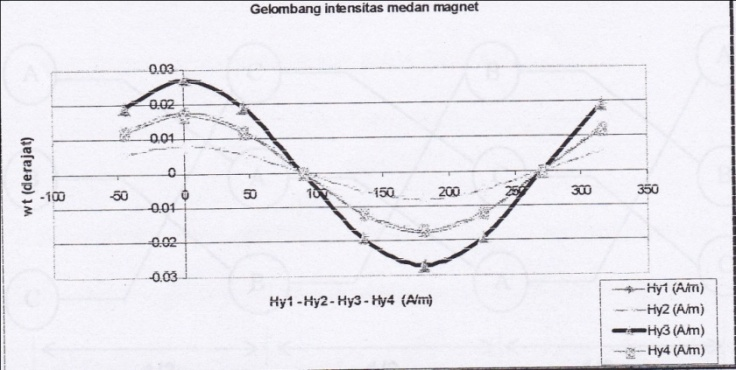 Gelombang intensitas medan magnet
wt (derajat)
0.03
0.02
0.01
0
-0.01
-0.02
-0.03
-100 -50 0 50 100 150 200 250 300 350
Hy1 - Hy2 - Hy3 - Hy4 (A/m)
Hy1 (A/m)
Hy2 (A/m)
Hy3 (A/m)
Hy4 (A/m)
A
C
B
A
A
A
C
B
A